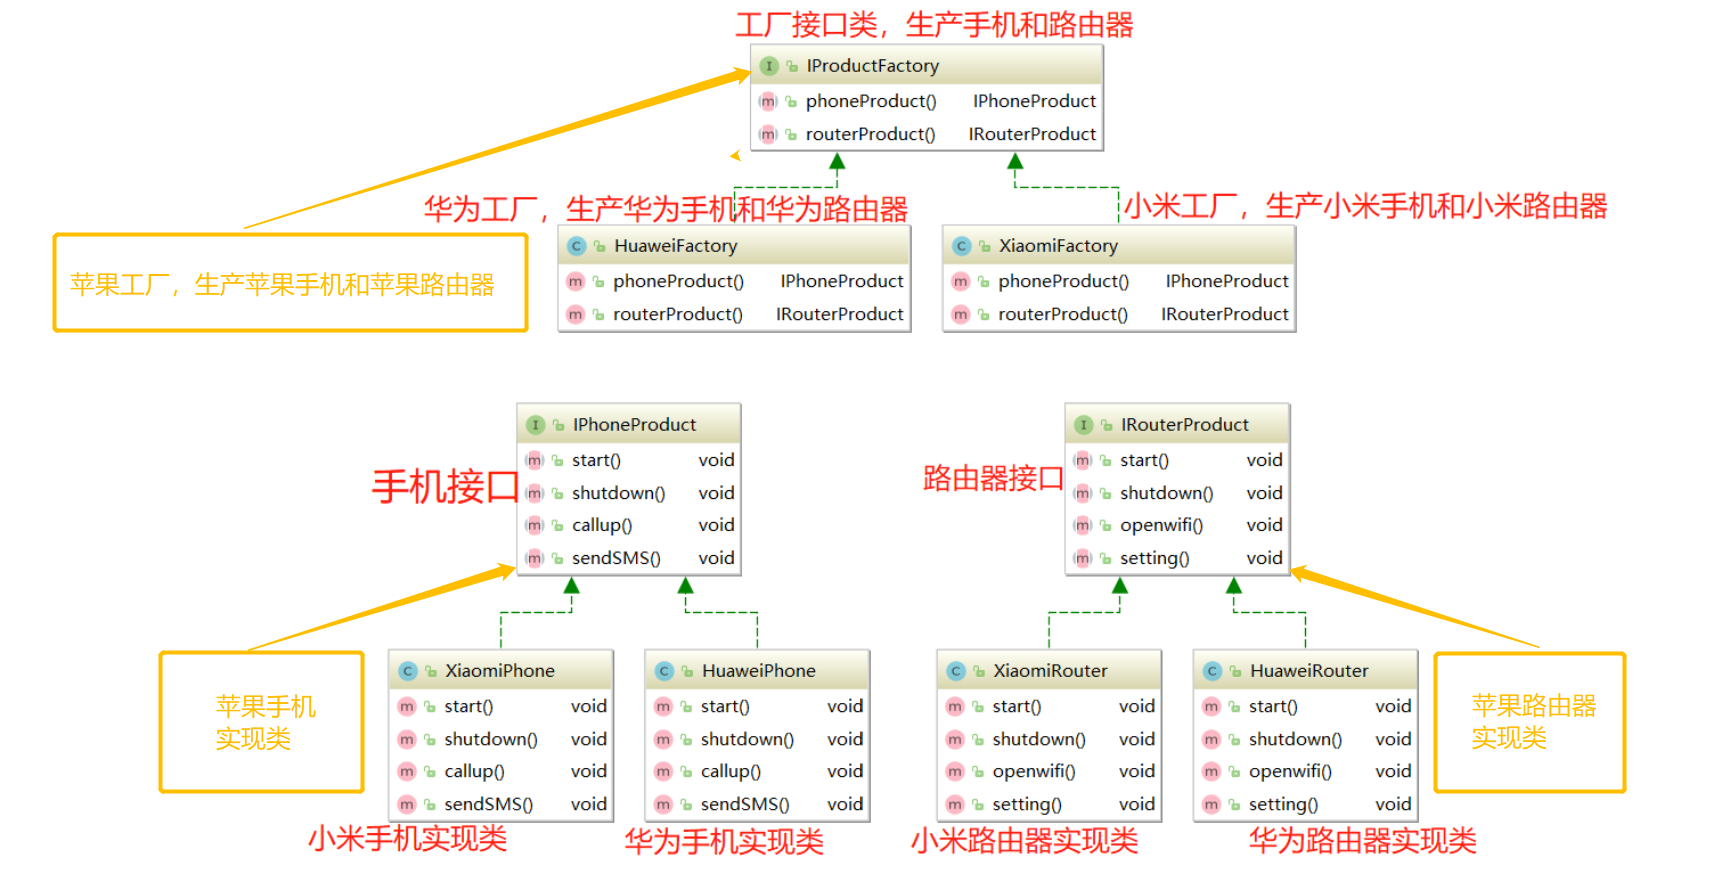 工厂接口类，生产手机和路由器
I IProductFactory
m phoneProduct() IPhoneProduct
m routerProduct() IRouterProduct
华为工厂，生产华为手机和华为路由器
小米工厂，生产小米手机和小米路由器
苹果工厂，生产苹果手机和苹果路由器
C HuaweiFactory
m phoneProduct() IPhoneProduct
m routerProduct() IRouterProduct
C XiaomiFactory
m phoneProduct() IPhoneProduct
m routerProduct() IRouterProduct
手机接口
I IPhoneProduct
m start() void
m shutdown() void
m callup() void
m sendSMS() void
路由器接口
I IRouterProduct
m start() void
m shutdown() void
m openwifi() void
m setting() void
苹果手机
实现类
C XiaomiPhone
m start() void
m shutdown() void
m callup() void
m sendSMS() void
小米手机实现类
C HuaweiPhone
m start() void
m shutdown() void
m callup() void
m sendSMS() void
华为手机实现类
C XiaomiRouter
m start() void
m shutdown() void
m openwifi() void
m setting() void
小米路由器实现类
C HuaweiRouter
m start() void
m shutdown() void
m openwifi() void
m setting() void
华为路由器实现类
苹果路由器
实现类